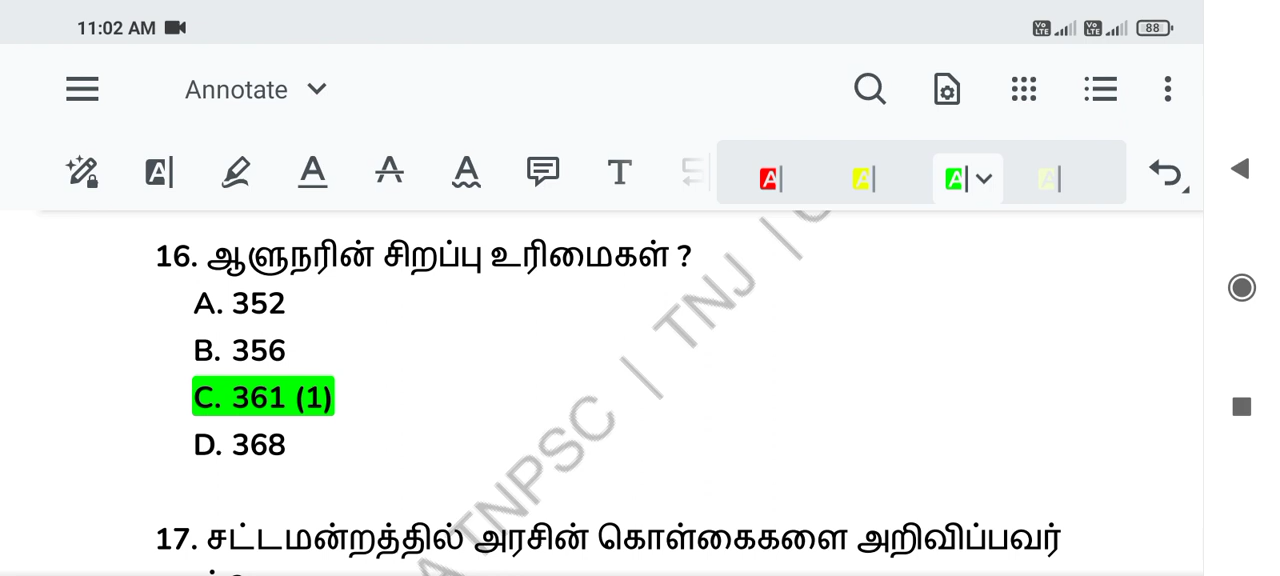 11:02 AM
88
Annotate
16. ஆளுநரின் சிறப்பு உரிமைகள் ?
A. 352
B. 356
C. 361 (1)
D. 368
TNPSC | TNJ |
17. சட்டமன்றத்தில் அரசின் கொள்கைகளை அறிவிப்பவர்